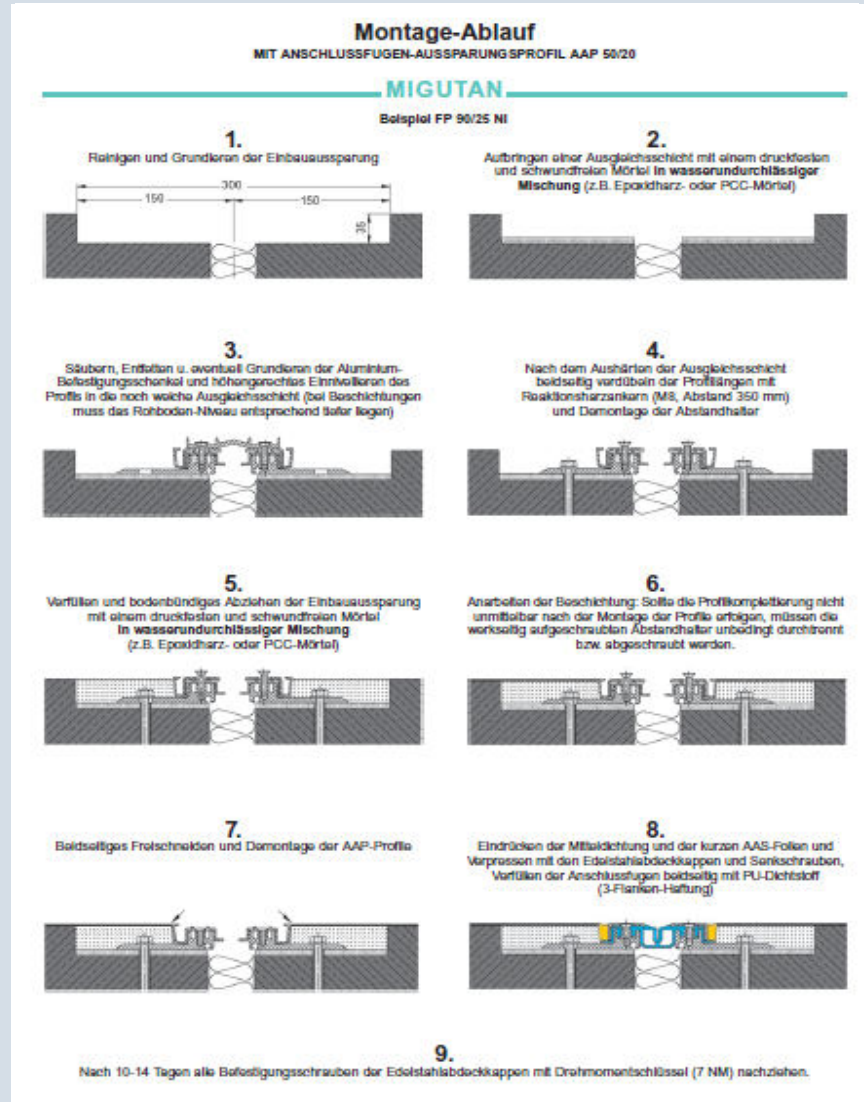 Montage-Ablauf
MIT ANSCHLUSSFUGEN-AUSSPARUNGSPROFIL AAP 50/20
MIGUTAN
Beispiel FP 90/25 NI
1.
Reinigen und Grundieren der Einbauaussparung
300
150
150
35
2.
Aufbringen einer Ausgleichsschicht mit einem druckfesten
und schwundfreien Mörtel in wasserundurchlässiger
Mischung (z.B. Epoxidharz- oder PCC-Mörtel)
3.
Säubern, Entfetten u. eventuell Grundieren der Aluminium-
Befestigungsschenkel und höhengerechtes Einnivellieren des
Profils in die noch weiche Ausgleichsschicht (bei Beschichtungen
muss das Rohboden-Niveau entsprechend tiefer liegen)
4.
Nach dem Aushärten der Ausgleichsschicht
beidseitig verdübeln der Profillängen mit
Reaktionsharzankern (M8, Abstand 350 mm)
und Demontage der Abstandhalter
5.
Verfüllen und bodenbündiges Abziehen der Einbauaussparung
mit einem druckfesten und schwundfreien Mörtel
in wasserundurchlässiger Mischung
(z.B. Epoxidharz- oder PCC-Mörtel)
6.
Anarbeiten der Beschichtung: Sollte die Profilkomplettierung nicht
unmittelbar nach der Montage der Profile erfolgen, müssen die
werkseitig aufgeschraubten Abstandhalter unbedingt durchtrennt
bzw. abgeschraubt werden.
7.
Beidseitiges Freischneiden und Demontage der AAP-Profile
8.
Eindrücken der Mitteldichtung und der kurzen AAS-Folien und
Verpressen mit den Edelstahlabdeckkappen und Senkschrauben,
Verfüllen der Anschlussfugen beidseitig mit PU-Dichtstoff
(3-Flanken-Haftung)
9.
Nach 10-14 Tagen alle Befestigungsschrauben der Edelstahlabdeckkappen mit Drehmomentschlüssel (7 NM) nachziehen.